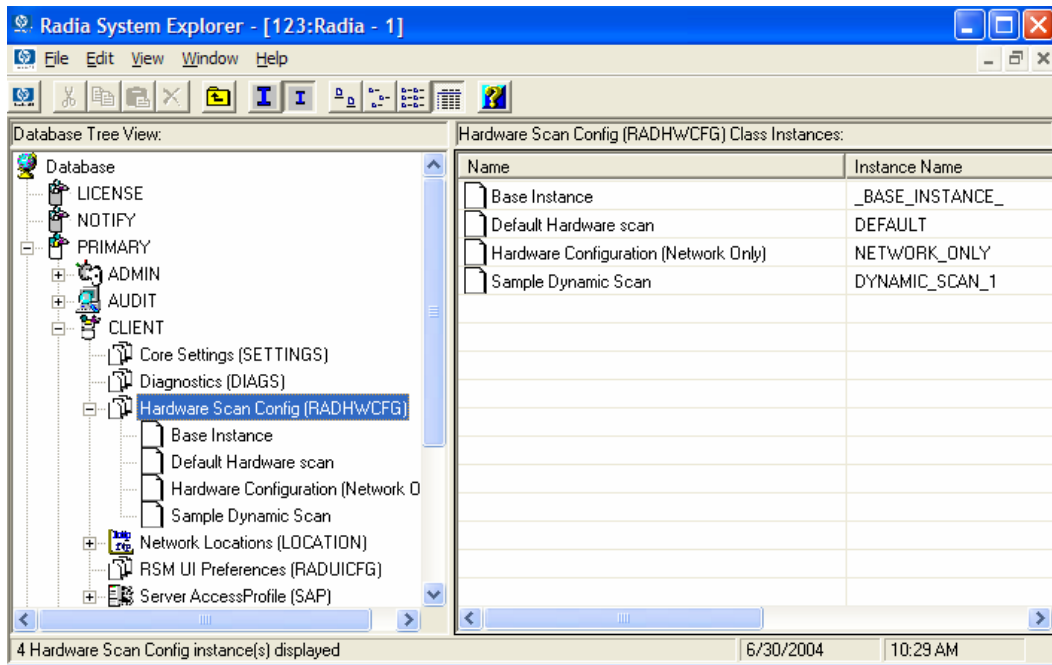 Radia System Explorer - [123:Radia - 1]
File Edit View Window Help
Database Tree View:
Database
LICENSE
NOTIFY
PRIMARY
ADMIN
AUDIT
CLIENT
Core Settings (SETTINGS)
Diagnostics (DIAGS)
Hardware Scan Config (RADHWCFG)
Base Instance
Default Hardware scan
Hardware Configuration (Network O
Sample Dynamic Scan
Network Locations (LOCATION)
RSM UI Preferences (RADUICFG)
Server AccessProfile (SAP)
Hardware Scan Config (RADHWCFG) Class Instances:
Name Instance Name
Base Instance _BASE_INSTANCE_
Default Hardware scan DEFAULT
Hardware Configuration (Network Only) NETWORK_ONLY
Sample Dynamic Scan DYNAMIC_SCAN_1
4 Hardware Scan Config instance(s) displayed 6/30/2004 10:29 AM